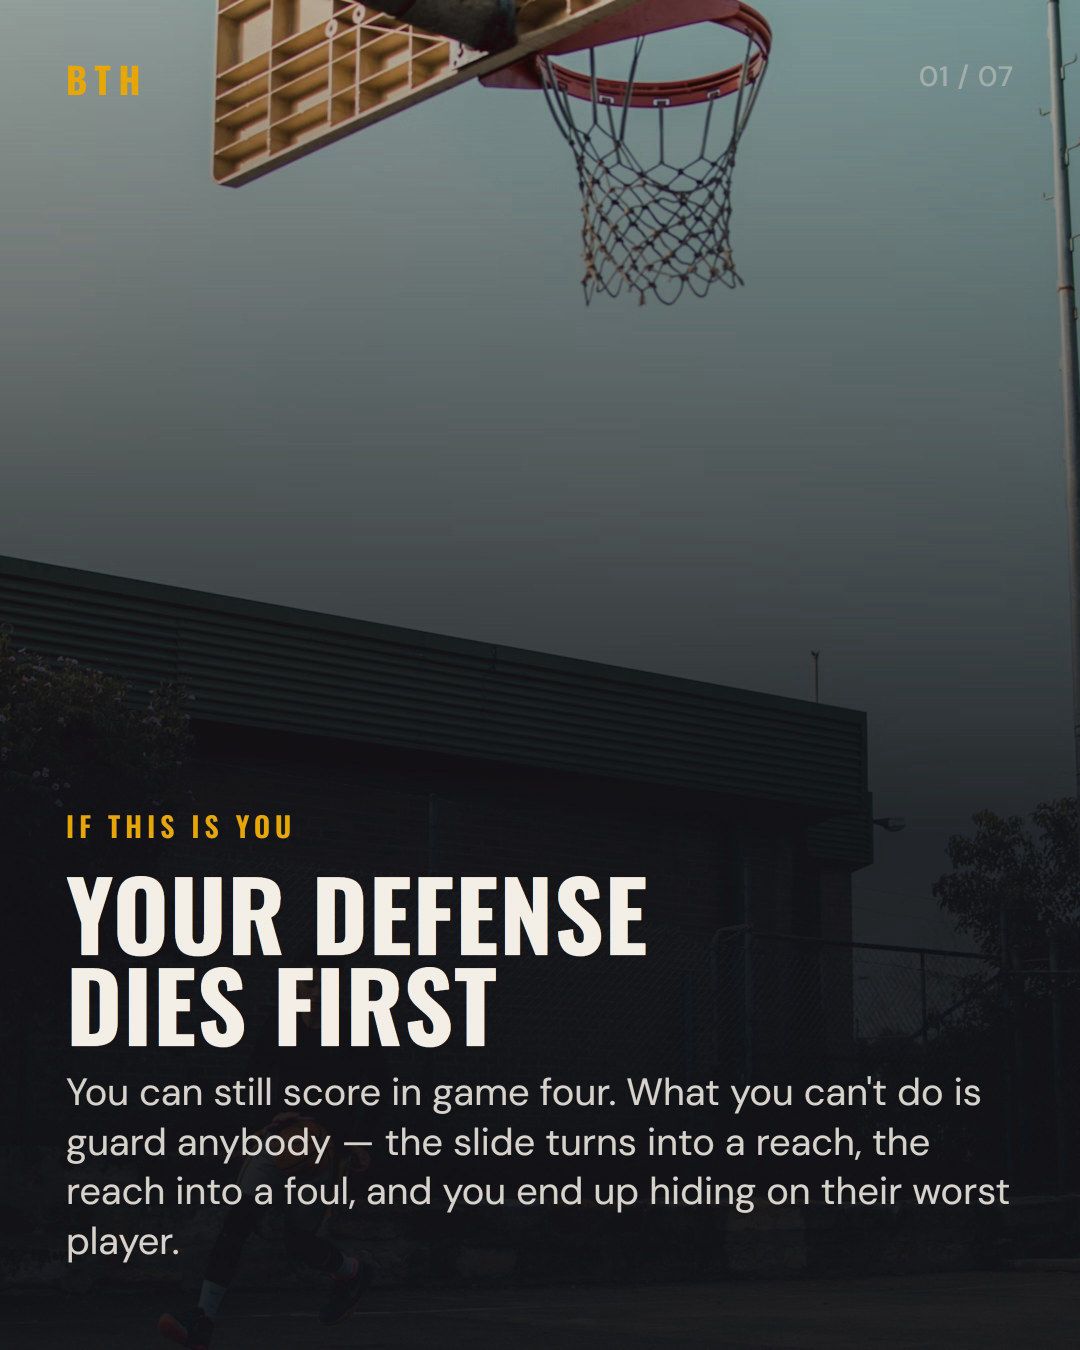 BTH
01 / 07
IF THIS IS YOU
YOUR DEFENSE
DIES FIRST
You can still score in game four. What you can't do is
guard anybody — the slide turns into a reach, the
reach into a foul, and you end up hiding on their worst
player.